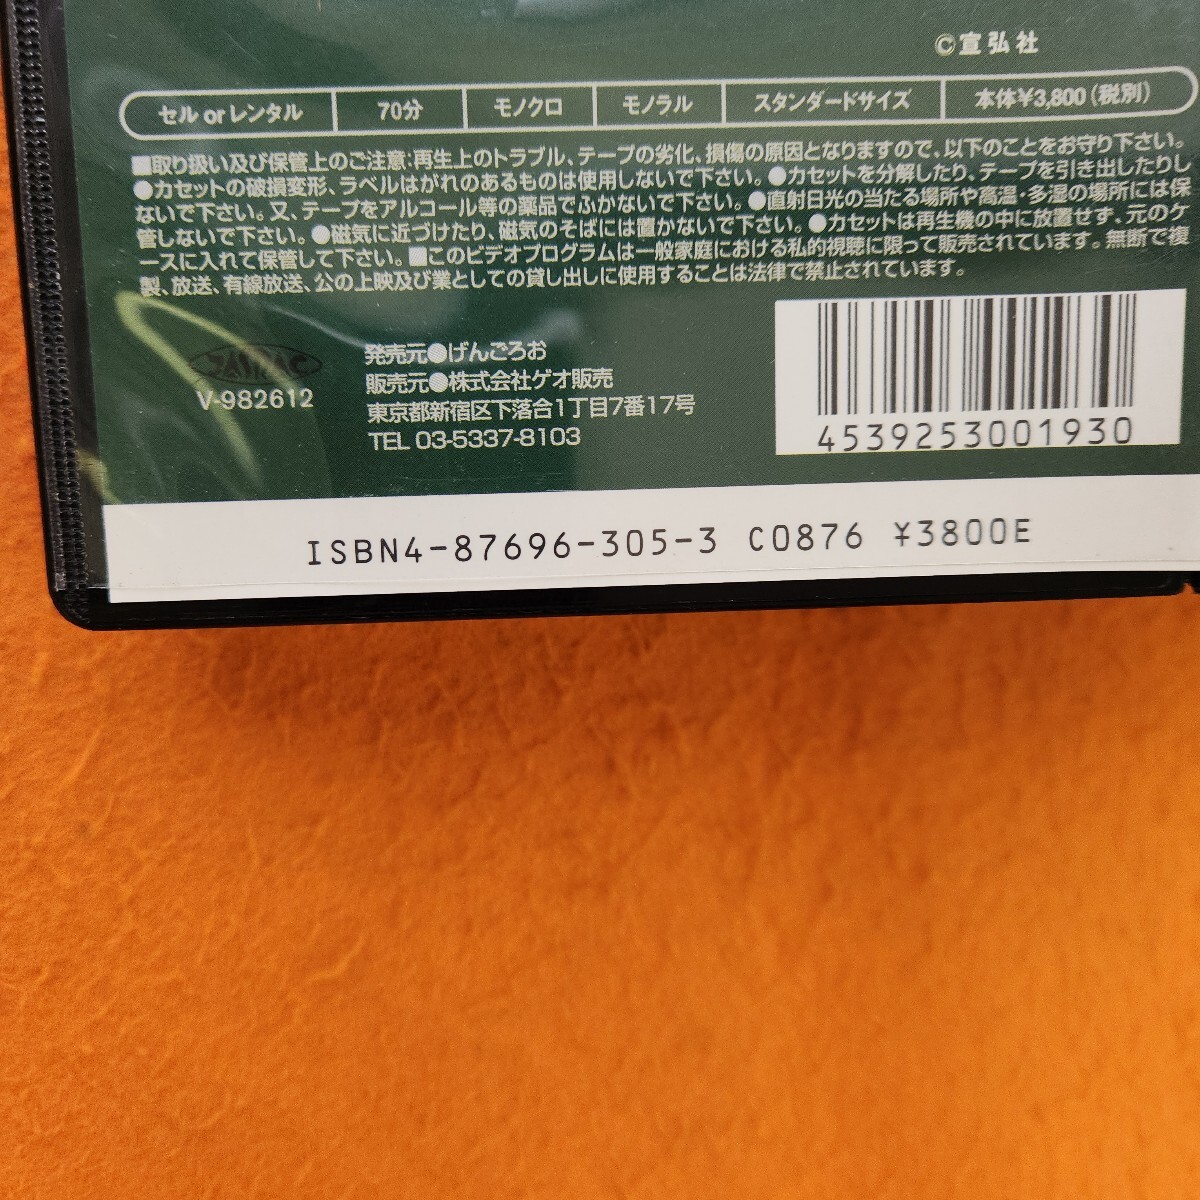 ©宣弘社
セル or レンタル 70分 モノクロ モノラル スタンダードサイズ 本体¥3,800(税別)
■取り扱い及び保管上のご注意:再生上のトラブル、テープの劣化、損傷の原因となりますので、以下のことをお守り下さい。
●カセットの破損変形、ラベルはがれのあるものは使用しないで下さい。●カセットを分解したり、テープを引き出したりし
ないで下さい。又、テープをアルコール等の薬品でふかないで下さい。●直射日光の当たる場所や高温・多湿の場所には保
管しないで下さい。●磁気に近づけたり、磁気のそばには置かないで下さい。●カセットは再生機の中に放置せず、元のケ
ースに入れて保管して下さい。■このビデオプログラムは一般家庭における私的視聴に限って販売されています。無断で複
製、放送、有線放送、公の上映及び業としての貸し出しに使用することは法律で禁止されています。
JASRAC
V-982612
発売元●げんごろお
販売元●株式会社ゲオ販売
東京都新宿区下落合1丁目7番17号
TEL 03-5337-8103
4539253001930
ISBN4-87696-305-3 C0876 ¥3800E